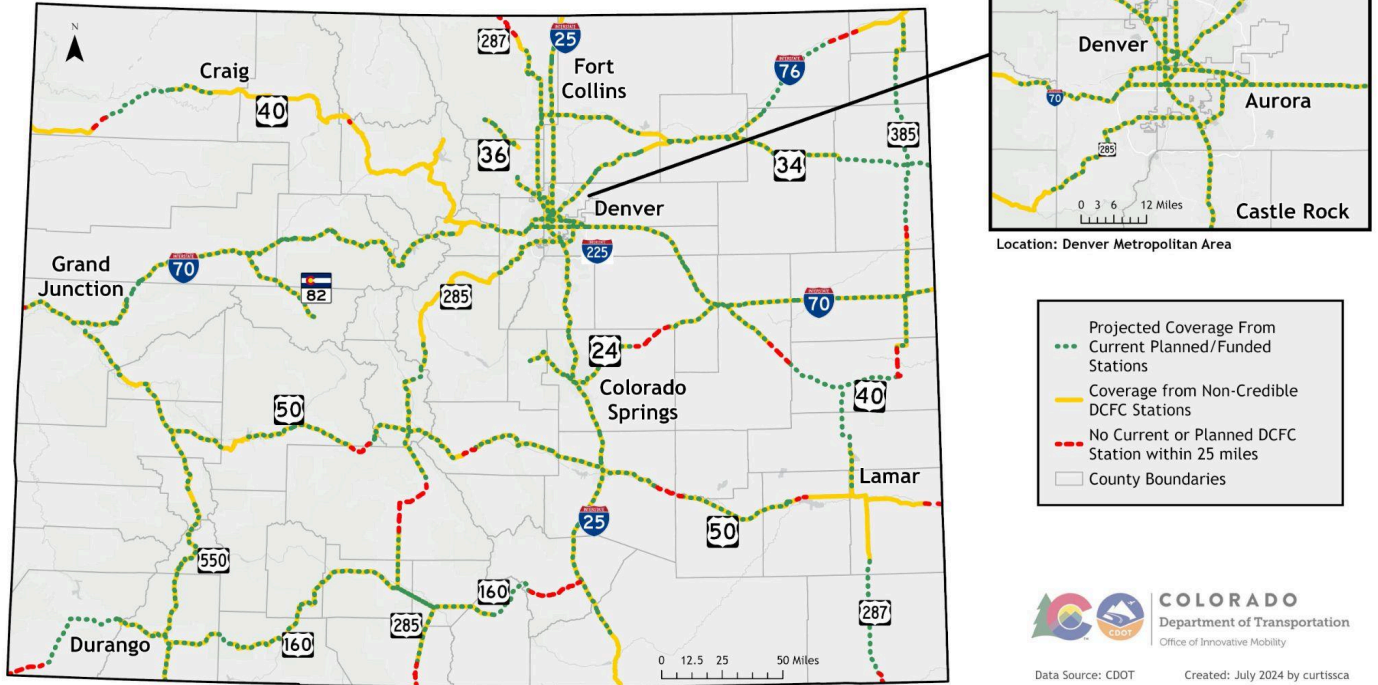 N
287
25
Fort
Collins
76
Craig
40
36
34
385
Denver
225
Grand
Junction
70
82
285
70
24
Colorado
Springs
40
50
Lamar
25
50
550
160
Durango
160
285
287
0 12.5 25 50 Miles
Denver
70
Aurora
285
0 3 6 12 Miles
Castle Rock
Location: Denver Metropolitan Area
Projected Coverage From
Current Planned/Funded
Stations
Coverage from Non-Credible
DCFC Stations
No Current or Planned DCFC
Station within 25 miles
County Boundaries
CDOT
COLORADO
Department of Transportation
Office of Innovative Mobility
Data Source: CDOT
Created: July 2024 by curtissca